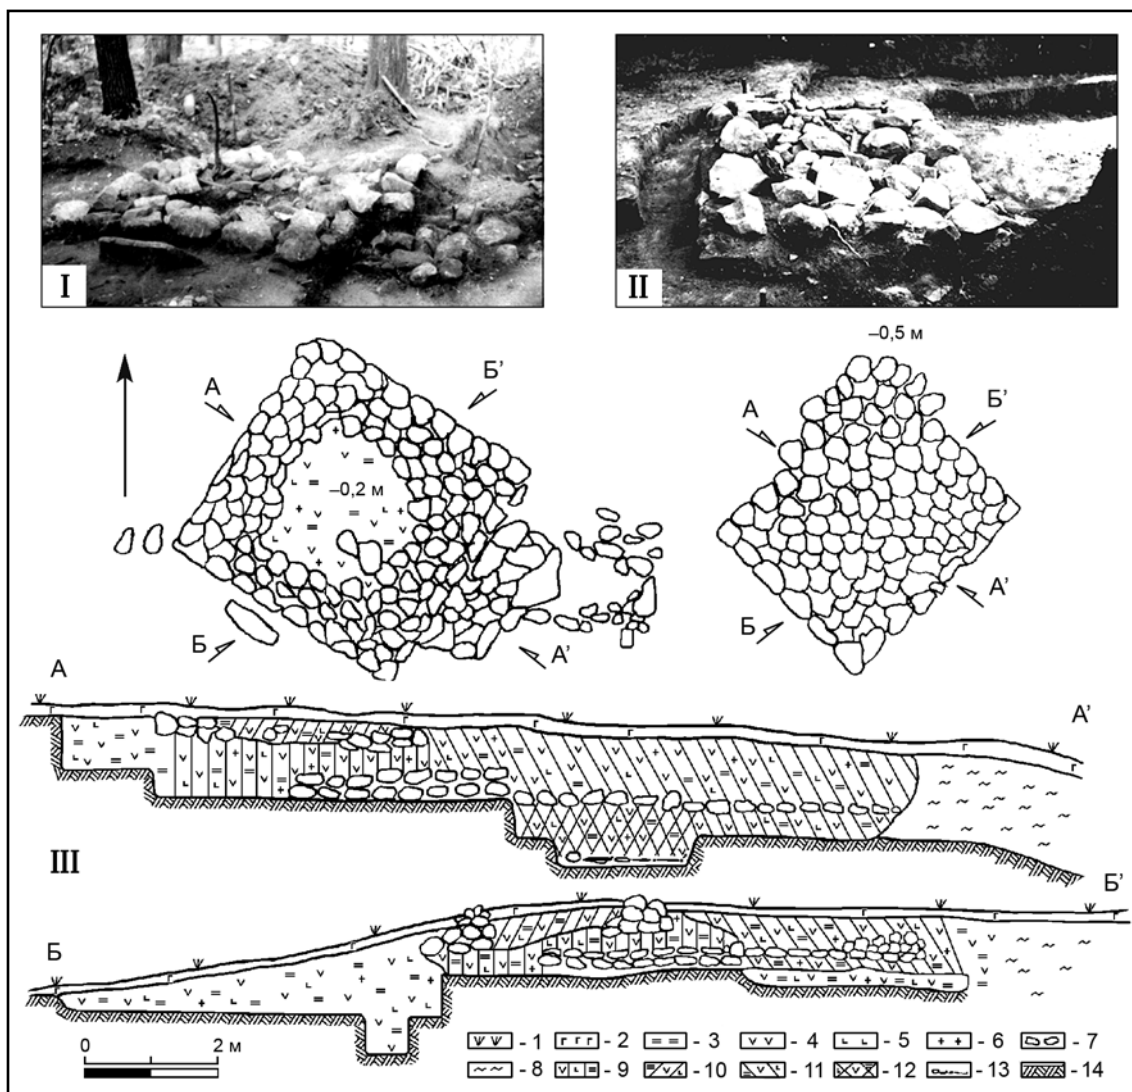 I
II
–0,5 м
А
Б’
А
Б’
–0,2 м
Б
А’
Б
А’
А
А’
III
Б
Б’
0 2 м
- 1 - 2 - 3 - 4 - 5 - 6 - 7
- 8 - 9 - 10 - 11 - 12 - 13 - 14